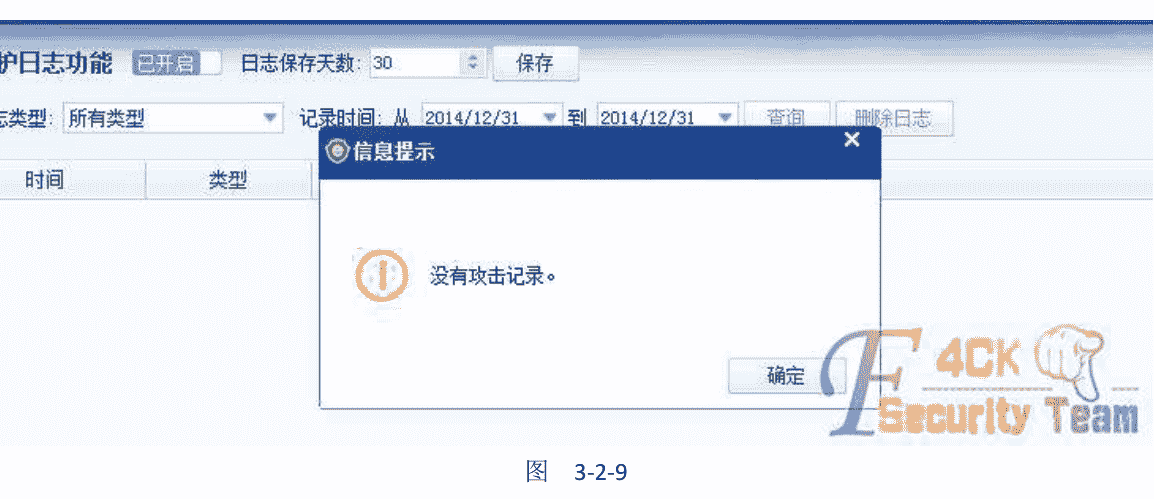 护日志功能 已开启 日志保存天数: 30 保存
志类型: 所有类型 记录时间: 从 2014/12/31 到 2014/12/31 查询 删除日志
时间 类型
信息提示
没有攻击记录。
确定
F4CK
Security Team
图 3-2-9